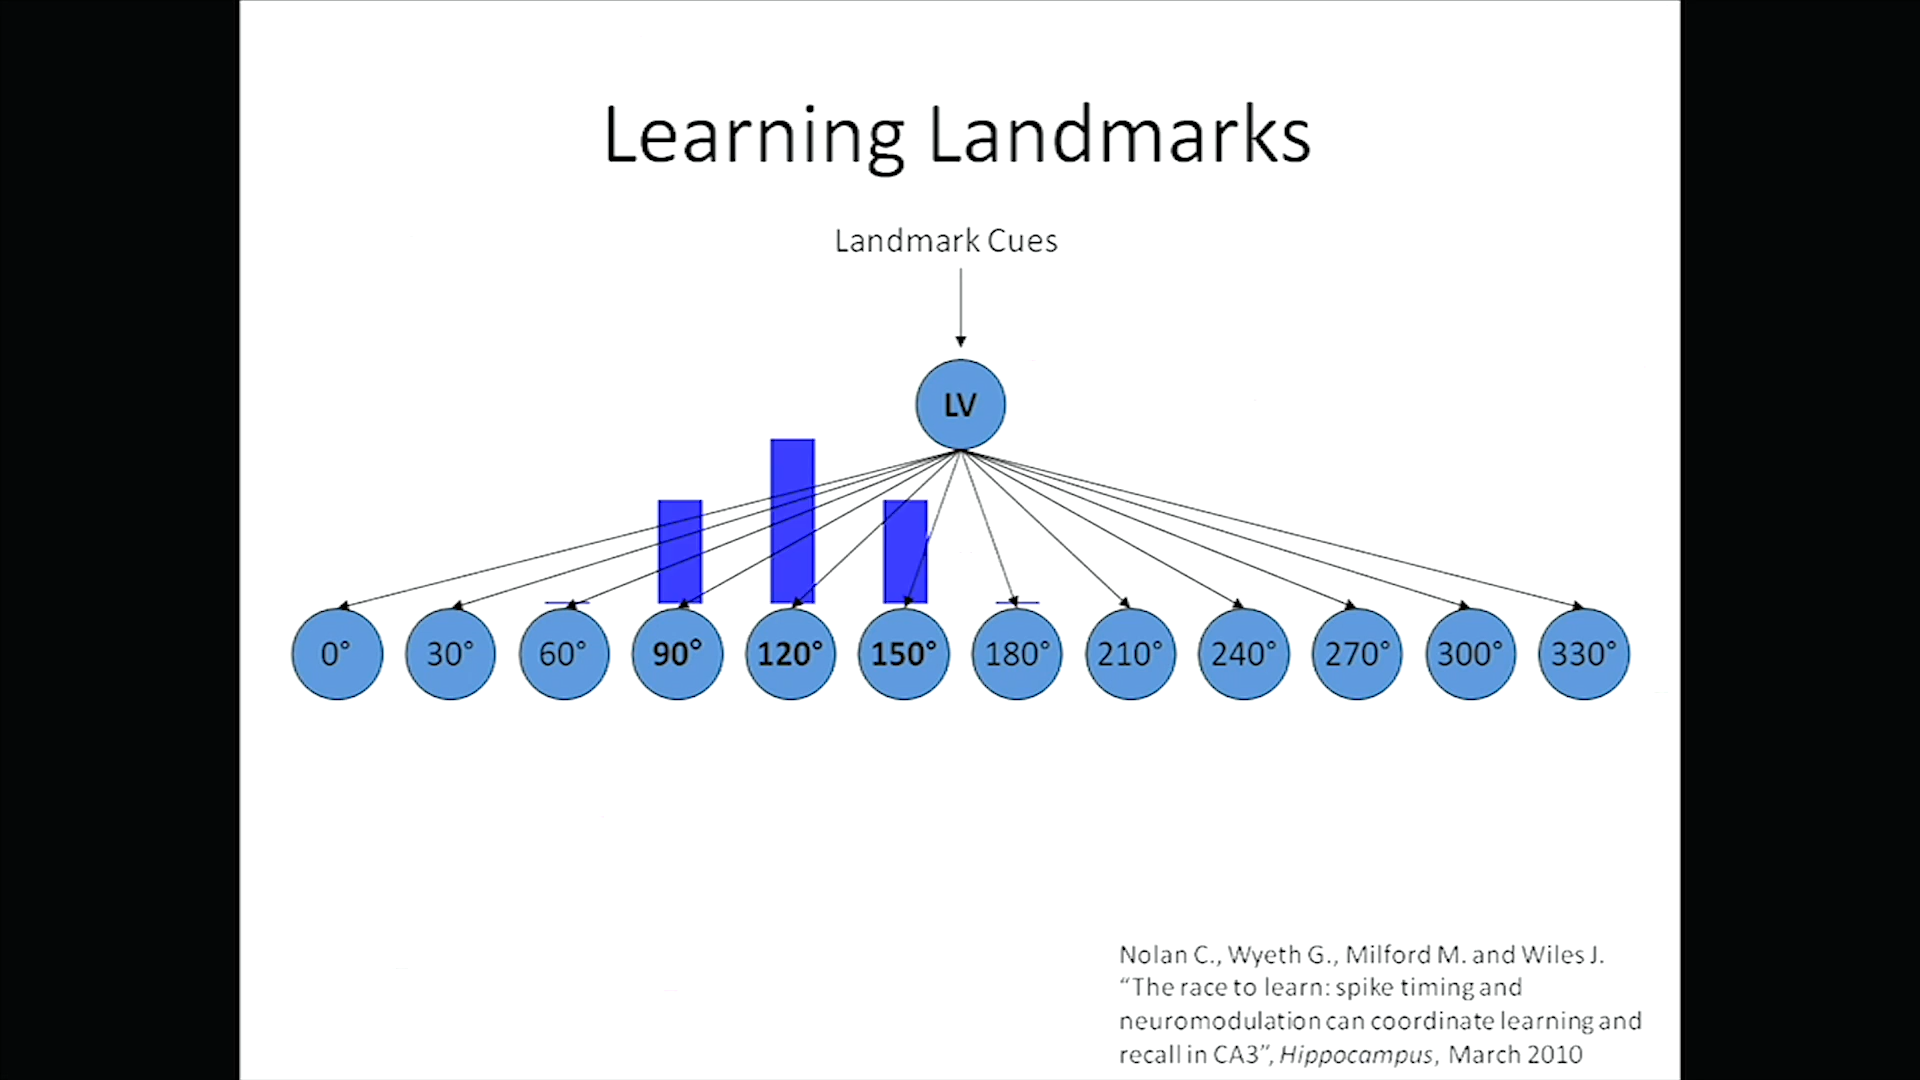 Learning Landmarks
Landmark Cues
LV
0° 30° 60° 90° 120° 150° 180° 210° 240° 270° 300° 330°
Nolan C., Wyeth G., Milford M. and Wiles J.
“The race to learn: spike timing and
neuromodulation can coordinate learning and
recall in CA3”, Hippocampus, March 2010